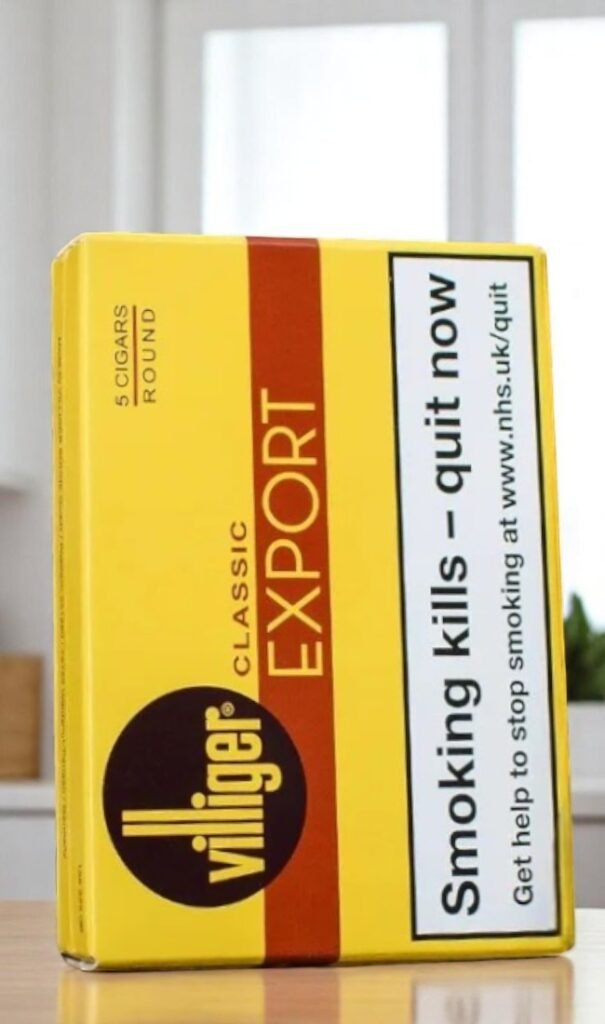 5 CIGARS
ROUND
CLASSIC
EXPORT
villiger®
Smoking kills – quit now
Get help to stop smoking at www.nhs.uk/quit